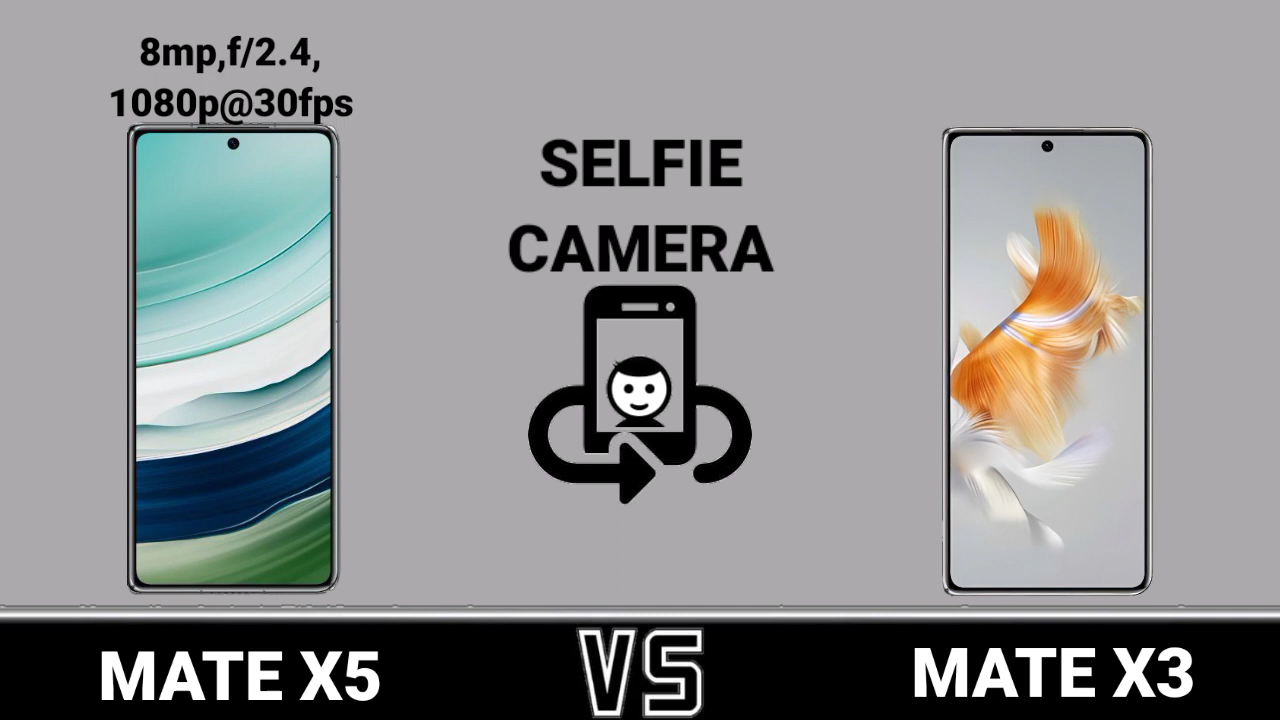 8mp,f/2.4,
1080p@30fps
SELFIE
CAMERA
MATE X5
VS
MATE X3